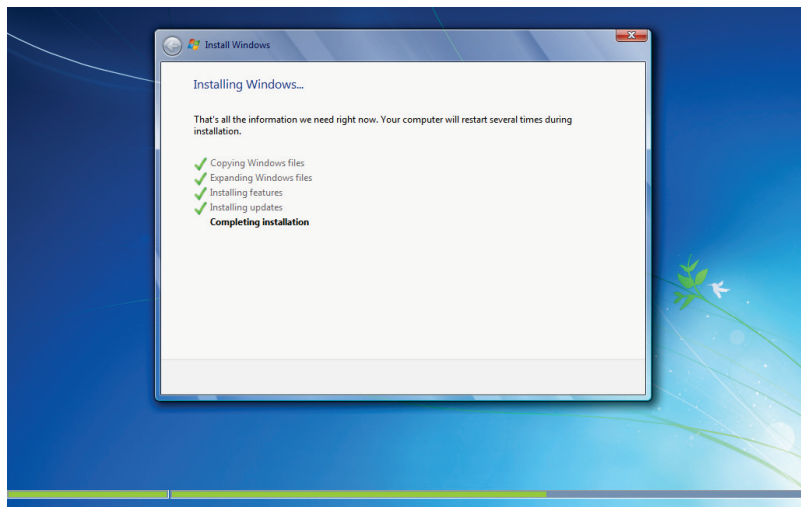 Install Windows
Installing Windows...
That's all the information we need right now. Your computer will restart several times during
installation.
Copying Windows files
Expanding Windows files
Installing features
Installing updates
Completing installation